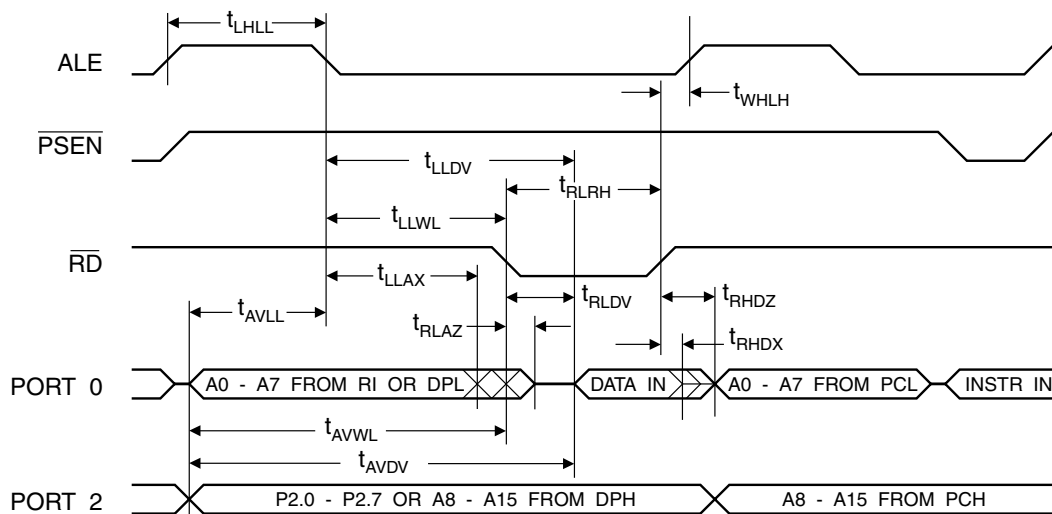 tLHLL
ALE
tWHLH
PSEN
tLLDV
tRLRH
tLLWL
RD
tLLAX
tRLDV
tRHDZ
tAVLL
tRLAZ
tRHDX
PORT 0
A0 - A7 FROM RI OR DPL
DATA IN
A0 - A7 FROM PCL
INSTR IN
tAVWL
tAVDV
PORT 2
P2.0 - P2.7 OR A8 - A15 FROM DPH
A8 - A15 FROM PCH